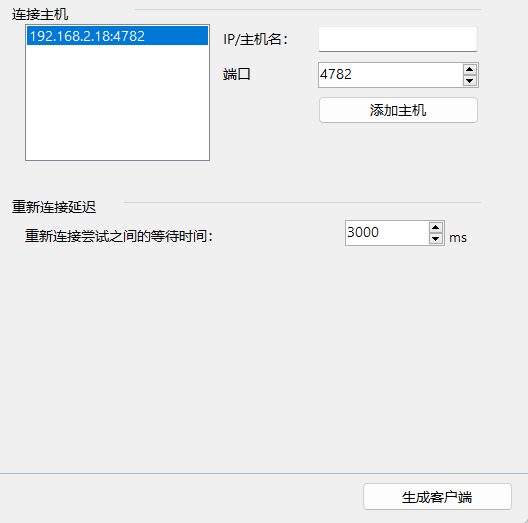 连接主机
192.168.2.18:4782
IP/主机名：
端口
4782
添加主机
重新连接延迟
重新连接尝试之间的等待时间：
3000
ms
生成客户端